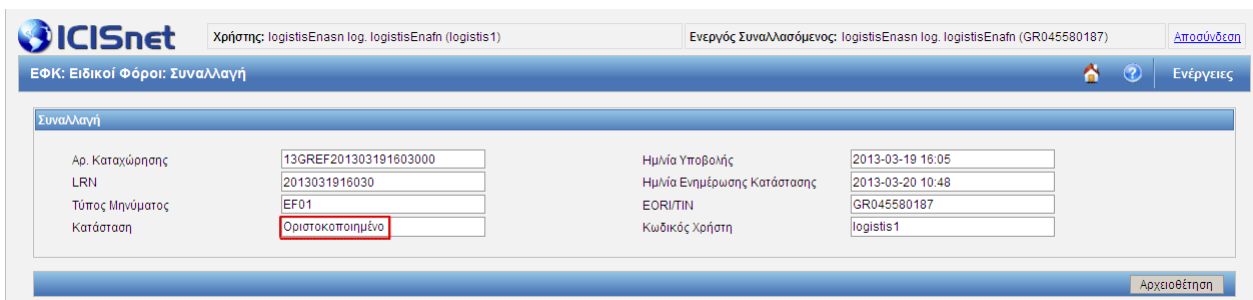 ICISnet Χρήστης: logistisEnasn log. logistisEnafn (logistis1) Ενεργός Συναλλασόμενος: logistisEnasn log. logistisEnafn (GR045580187) Αποσύνδεση
ΕΦΚ: Ειδικοί Φόροι: Συναλλαγή ? Ενέργειες
Συναλλαγή
Αρ. Καταχώρησης 13GREF201303191603000 Ημ/νία Υποβολής 2013-03-19 16:05
LRN 2013031916030 Ημ/νία Ενημέρωσης Κατάστασης 2013-03-20 10:48
Τύπος Μηνύματος EF01 EORI/TIN GR045580187
Κατάσταση Οριστοκοποιημένο Κωδικός Χρήστη logistis1
Αρχειοθέτηση